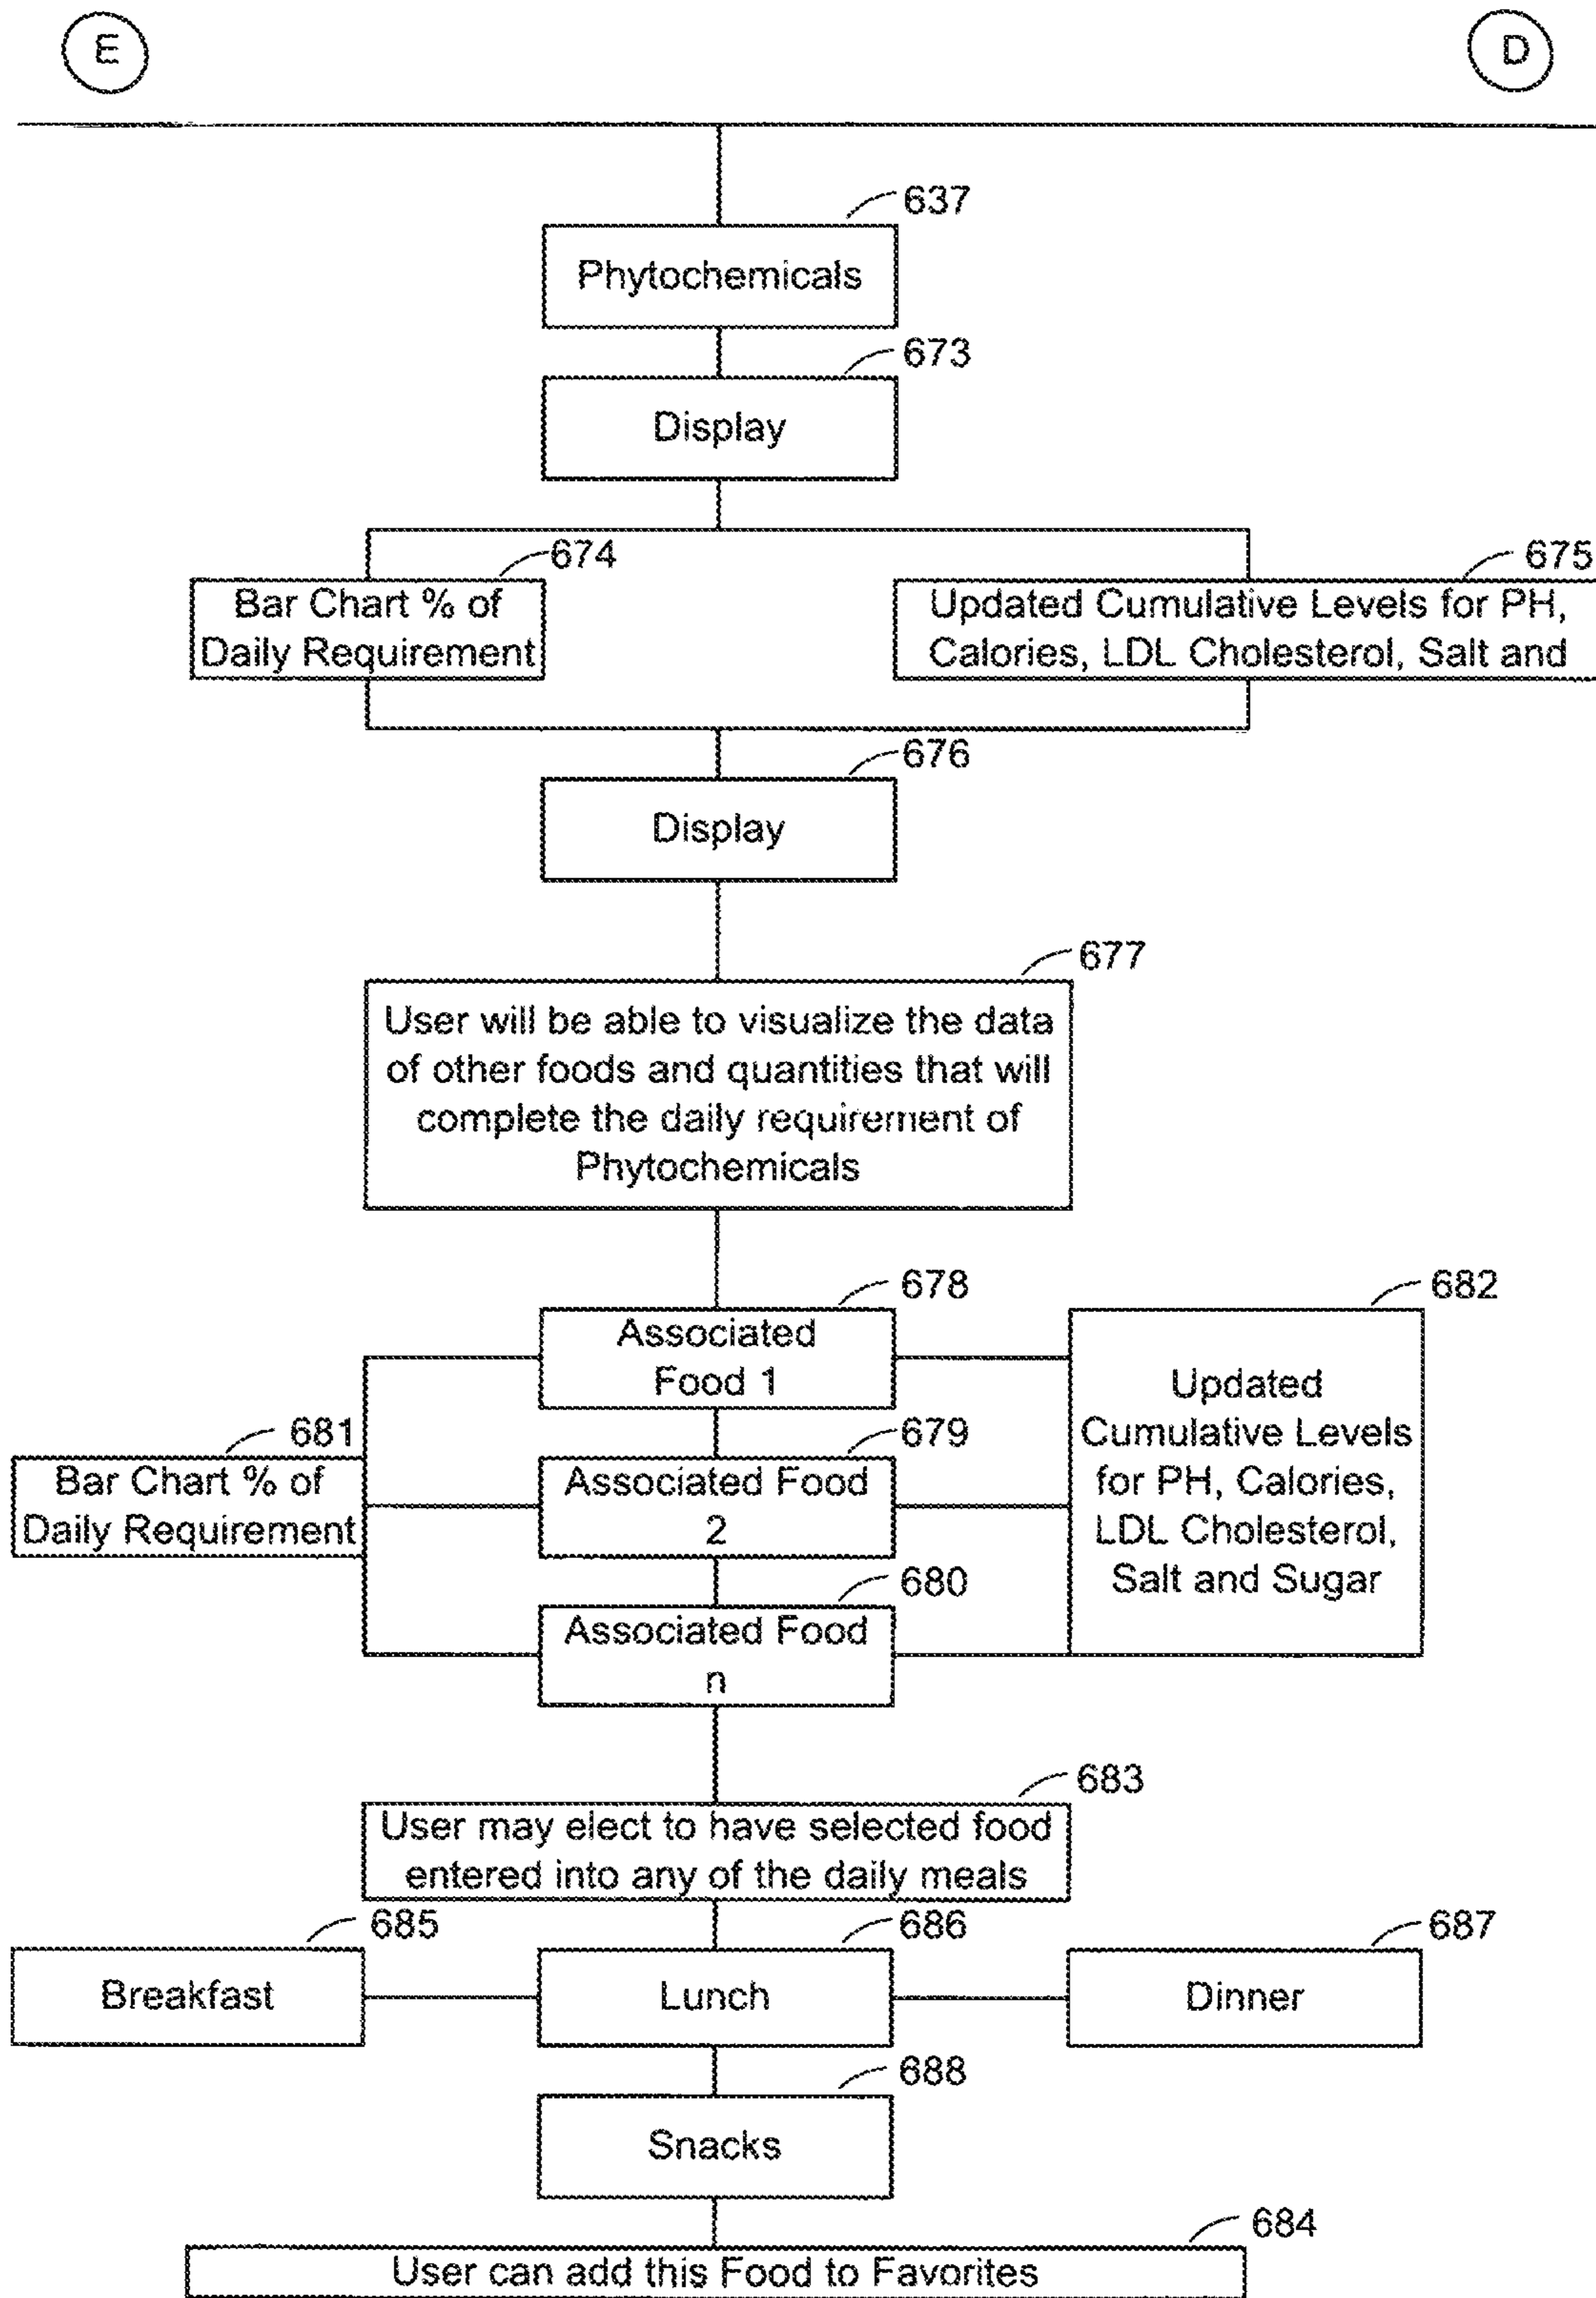 E
D
637
Phytochemicals
673
Display
674
Bar Chart % of
Daily Requirement
675
Updated Cumulative Levels for PH,
Calories, LDL Cholesterol, Salt and
676
Display
677
User will be able to visualize the data
of other foods and quantities that will
complete the daily requirement of
Phytochemicals
678
Associated
Food 1
679
Associated Food
2
680
Associated Food
n
681
Bar Chart % of
Daily Requirement
682
Updated
Cumulative Levels
for PH, Calories,
LDL Cholesterol,
Salt and Sugar
683
User may elect to have selected food
entered into any of the daily meals
685
Breakfast
686
Lunch
687
Dinner
688
Snacks
684
User can add this Food to Favorites